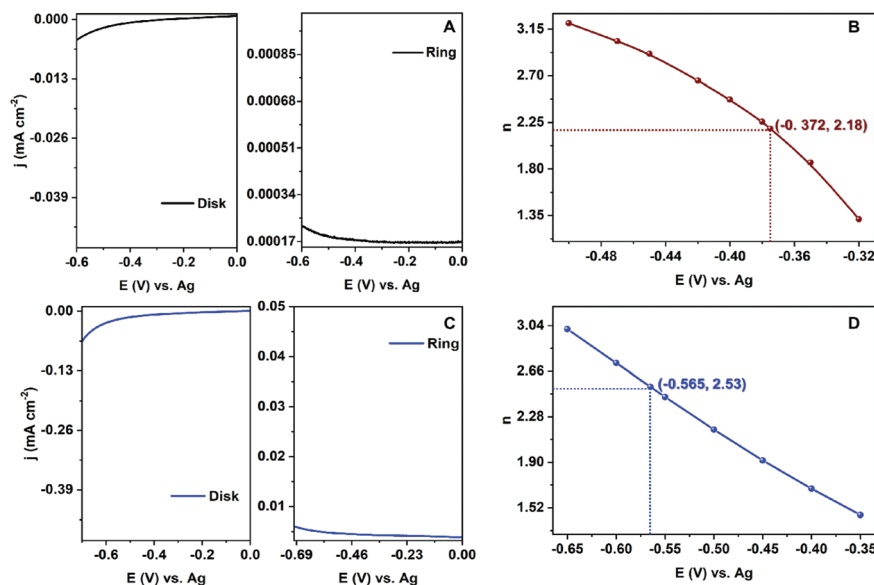 A
0.000
-0.013
-0.026
-0.039
j (mA cm⁻²)
Disk
-0.6 -0.4 -0.2 0.0
E (V) vs. Ag
Ring
0.00085
0.00068
0.00051
0.00034
0.00017
-0.6 -0.4 -0.2 0.0
E (V) vs. Ag
B
3.15
2.70
2.25
1.80
1.35
n
(-0. 372, 2.18)
-0.48 -0.44 -0.40 -0.36 -0.32
E (V) vs. Ag
C
0.00
-0.13
-0.26
-0.39
j (mA cm⁻²)
Disk
-0.6 -0.4 -0.2 0.0
E (V) vs. Ag
Ring
0.05
0.04
0.03
0.02
0.01
-0.69 -0.46 -0.23 0.00
E (V) vs. Ag
D
3.04
2.66
2.28
1.90
1.52
n
(-0.565, 2.53)
-0.65 -0.60 -0.55 -0.50 -0.45 -0.40 -0.35
E (V) vs. Ag